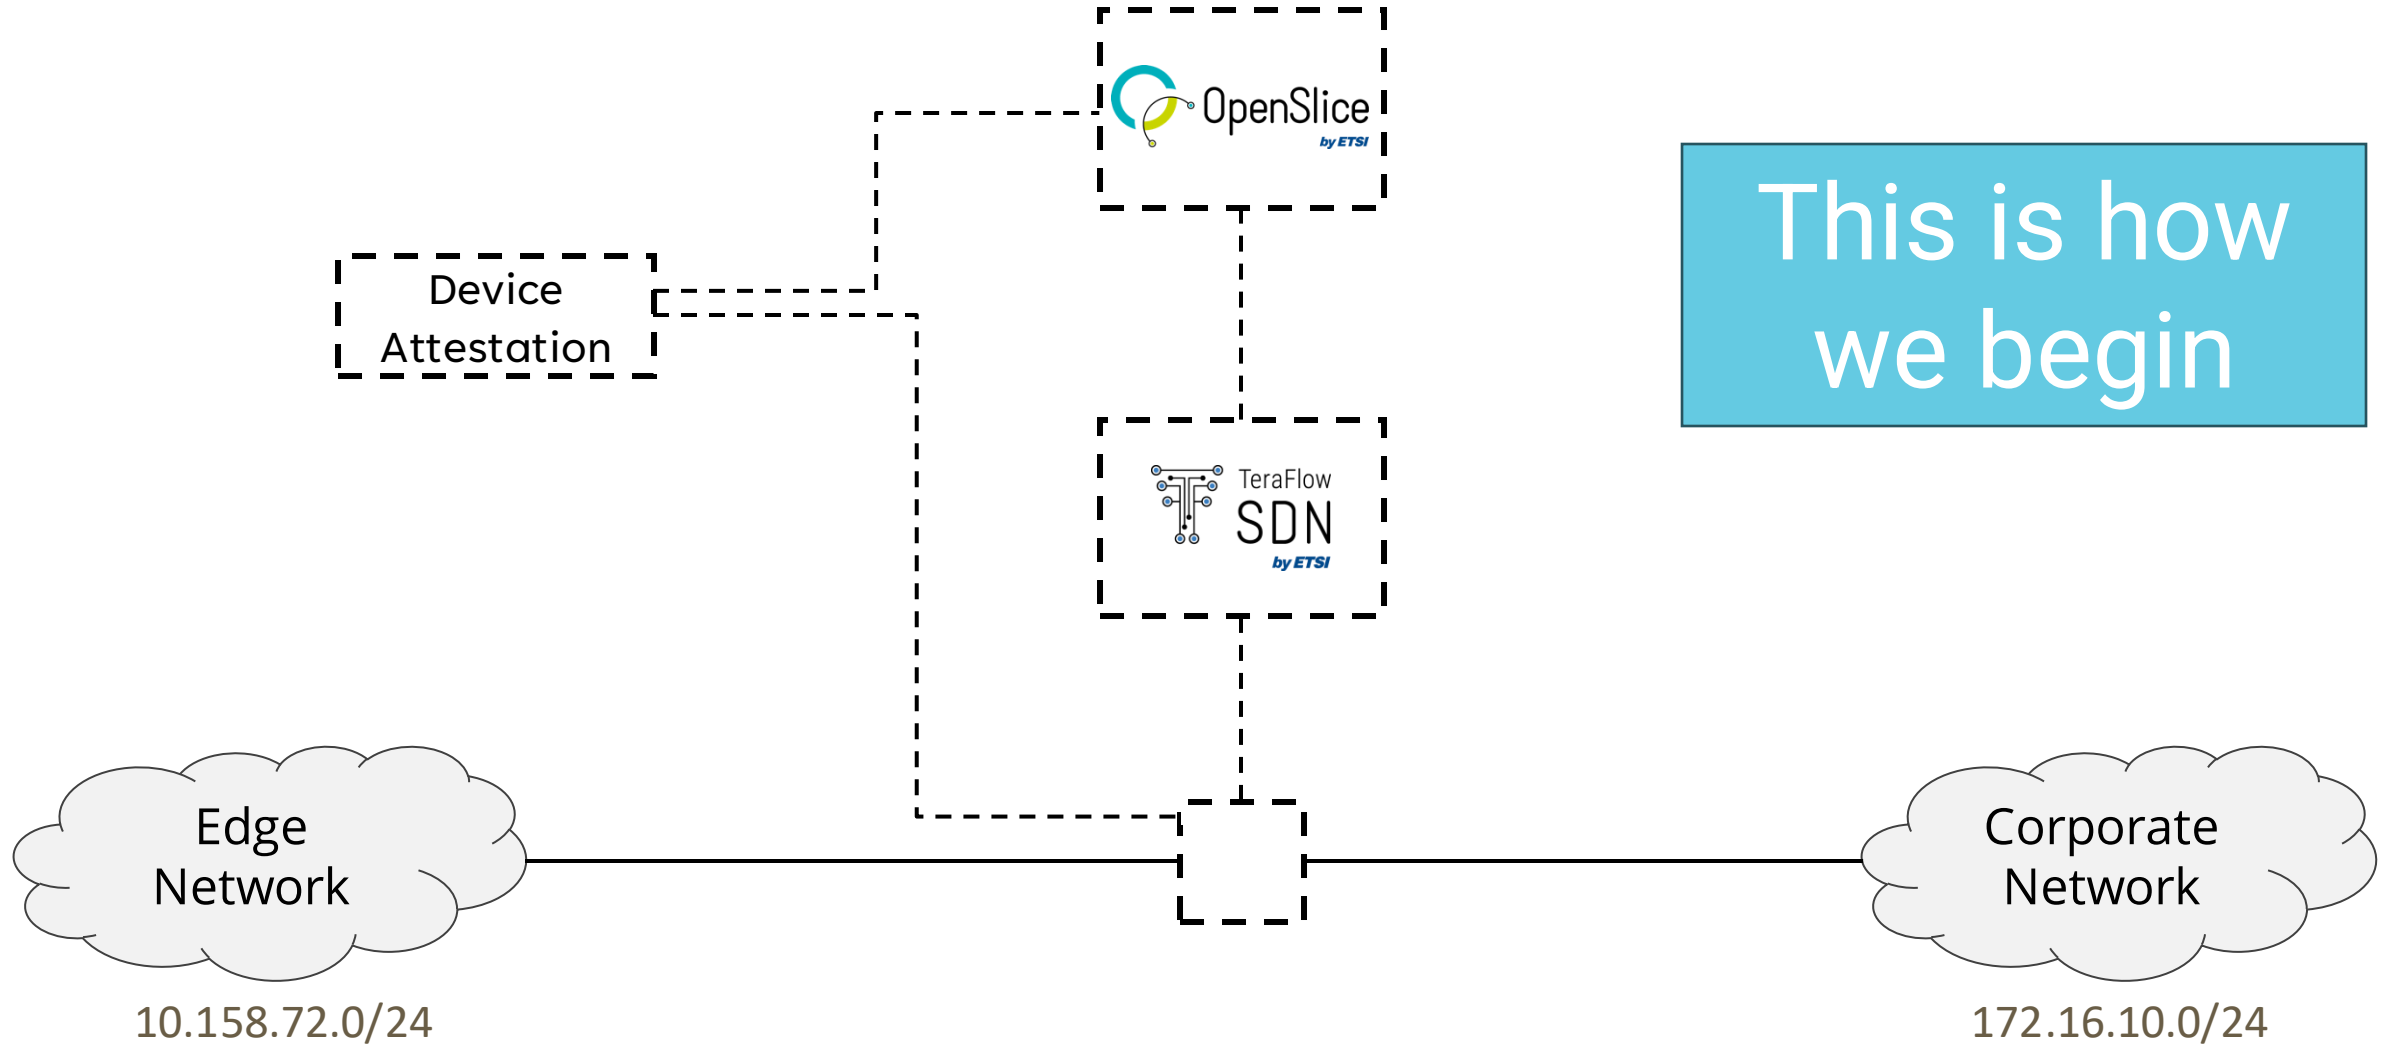 OpenSlice
by ETSI
This is how
we begin
Device
Attestation
TeraFlow
SDN
by ETSI
Edge
Network
Corporate
Network
10.158.72.0/24
172.16.10.0/24